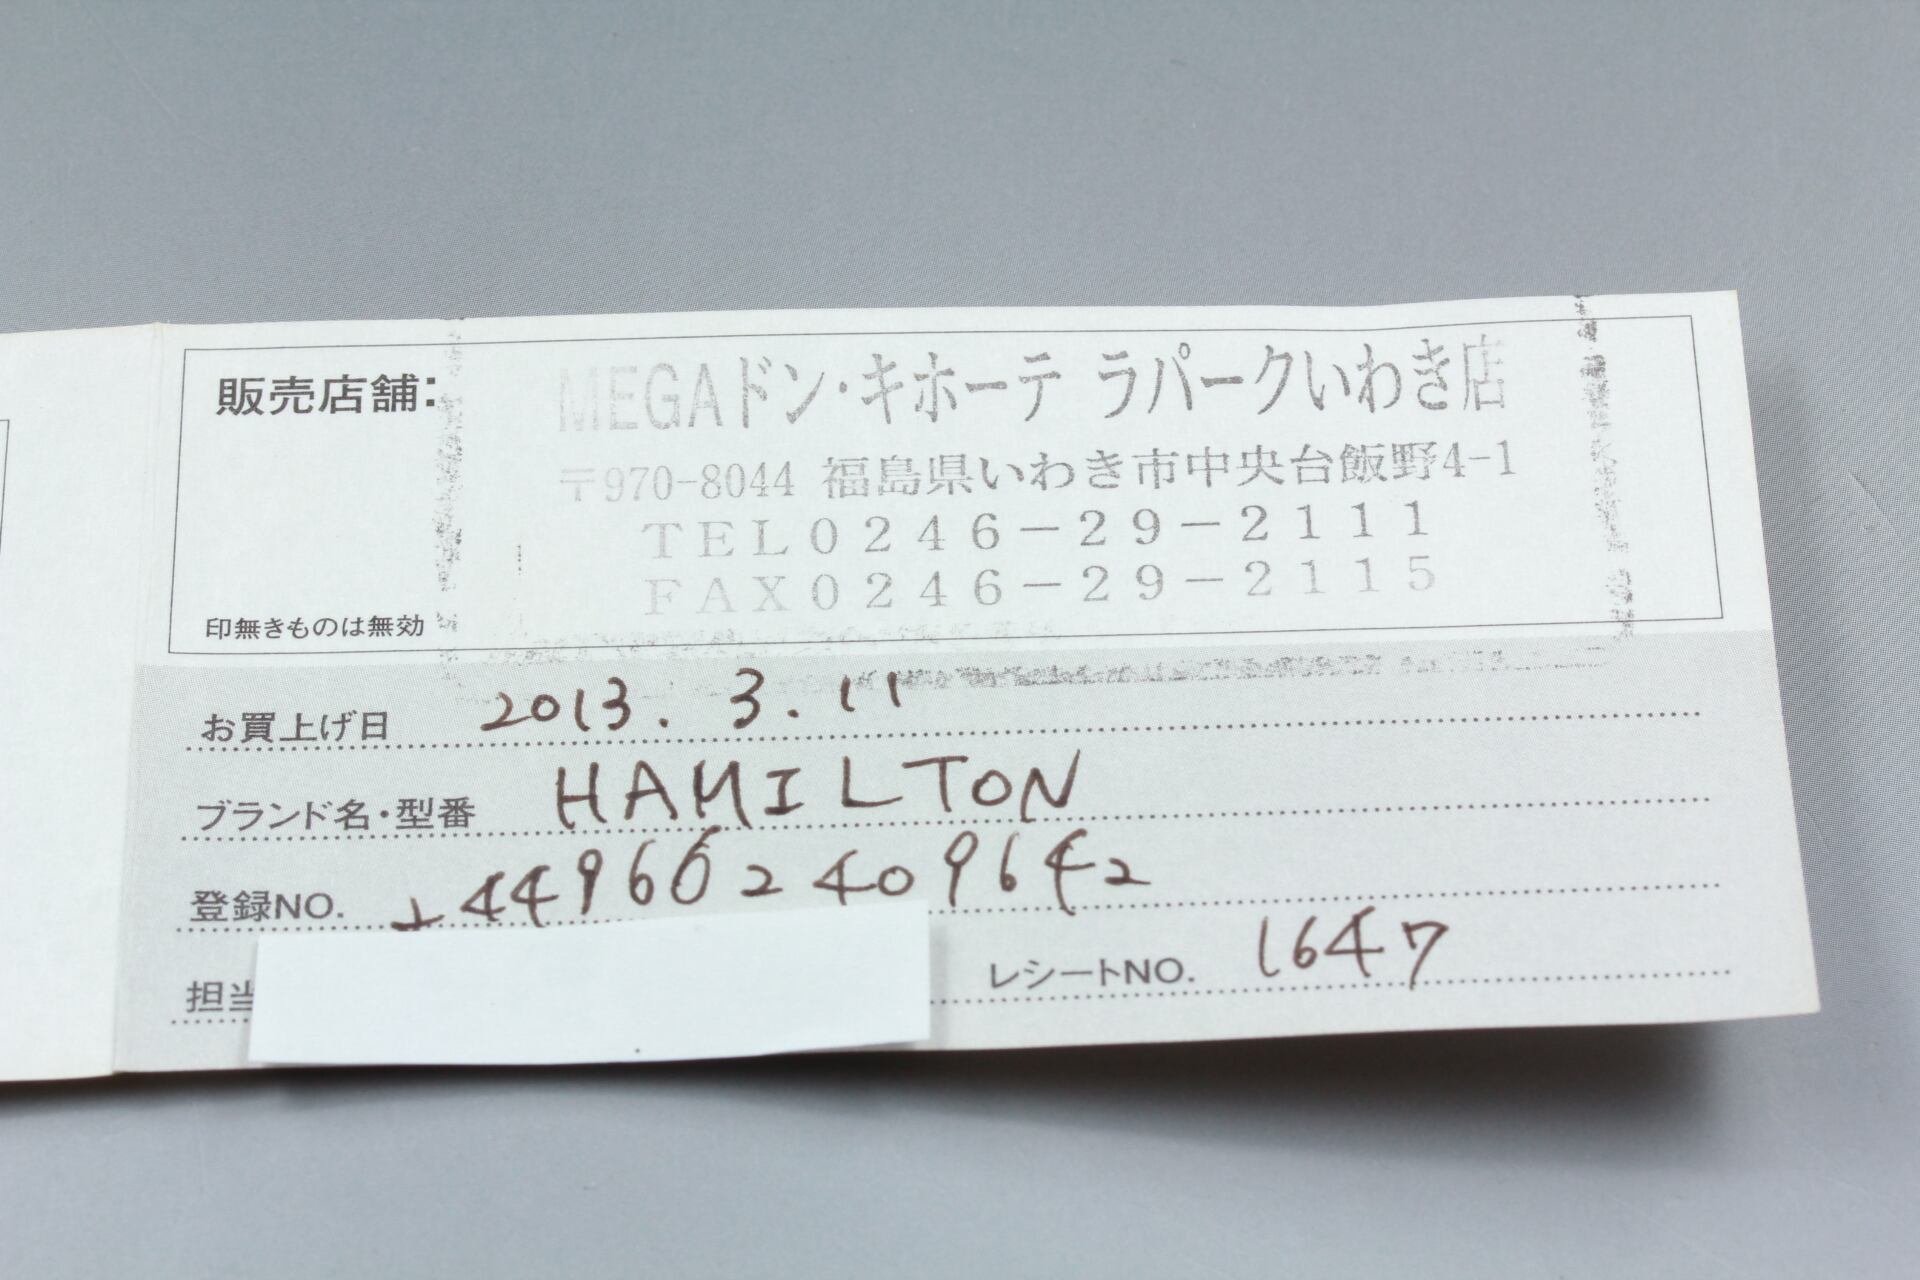 販売店舗:
MEGAドン・キホーテ ラパークいわき店
〒970-8044 福島県いわき市中央台飯野4-1
TEL0246-29-2111
FAX0246-29-2115
印無きものは無効
お買上げ日 2013. 3. 11
ブランド名・型番 HAMILTON
登録NO. 449662409642
担当
レシートNO. 1647